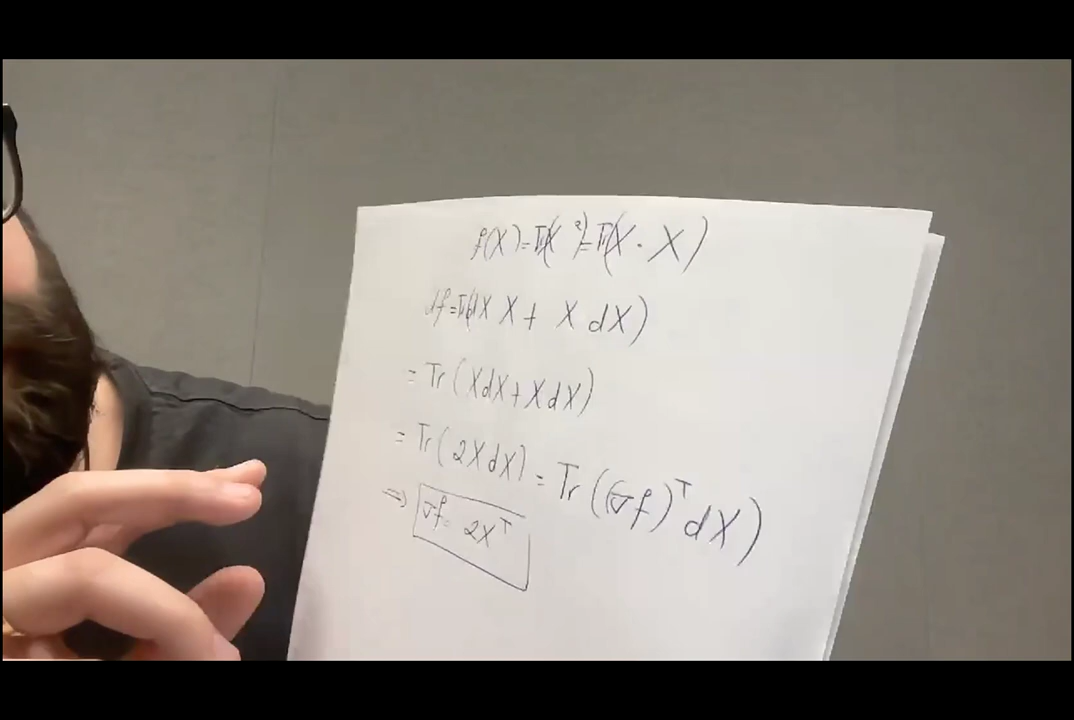 f(X) = Tr(X²) = Tr(X · X)
df = Tr(dX X + X dX)
= Tr(XdX + XdX)
= Tr(2XdX) = Tr((∇f)ᵀ dX)
⇒ ∇f = 2Xᵀ